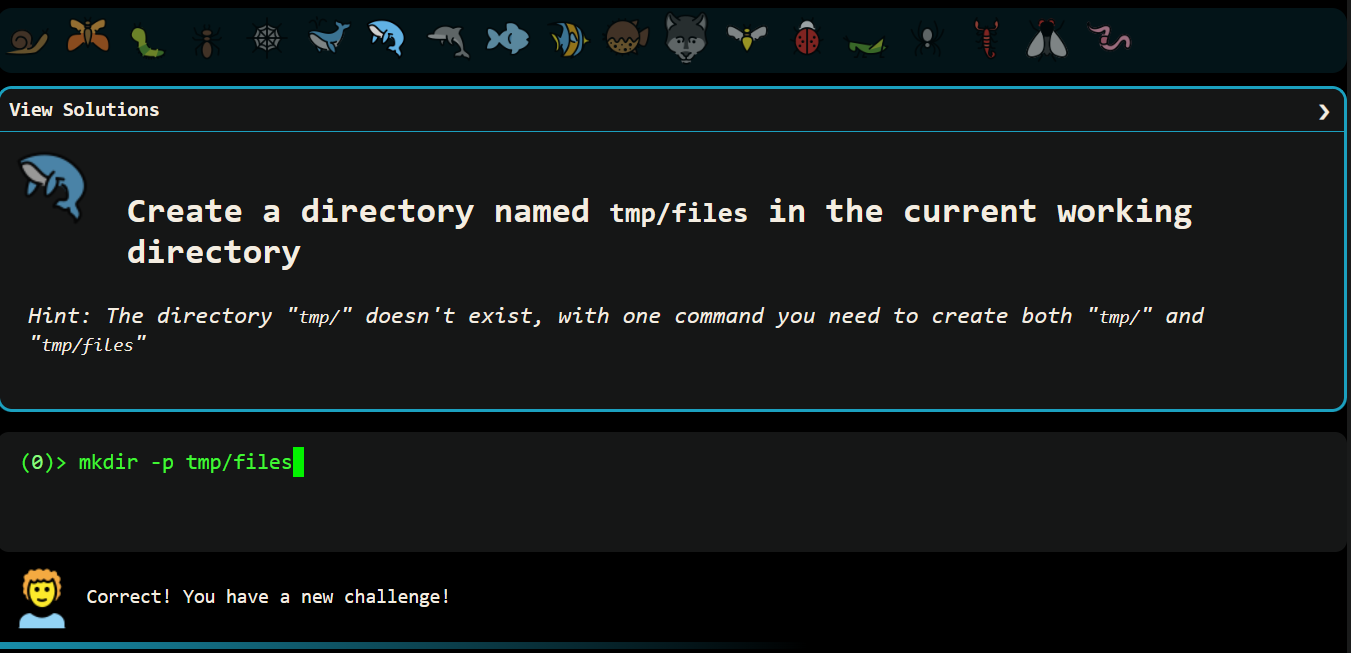 View Solutions
Create a directory named tmp/files in the current working
directory
Hint: The directory "tmp/" doesn't exist, with one command you need to create both "tmp/" and
"tmp/files"
(0)> mkdir -p tmp/files
Correct! You have a new challenge!